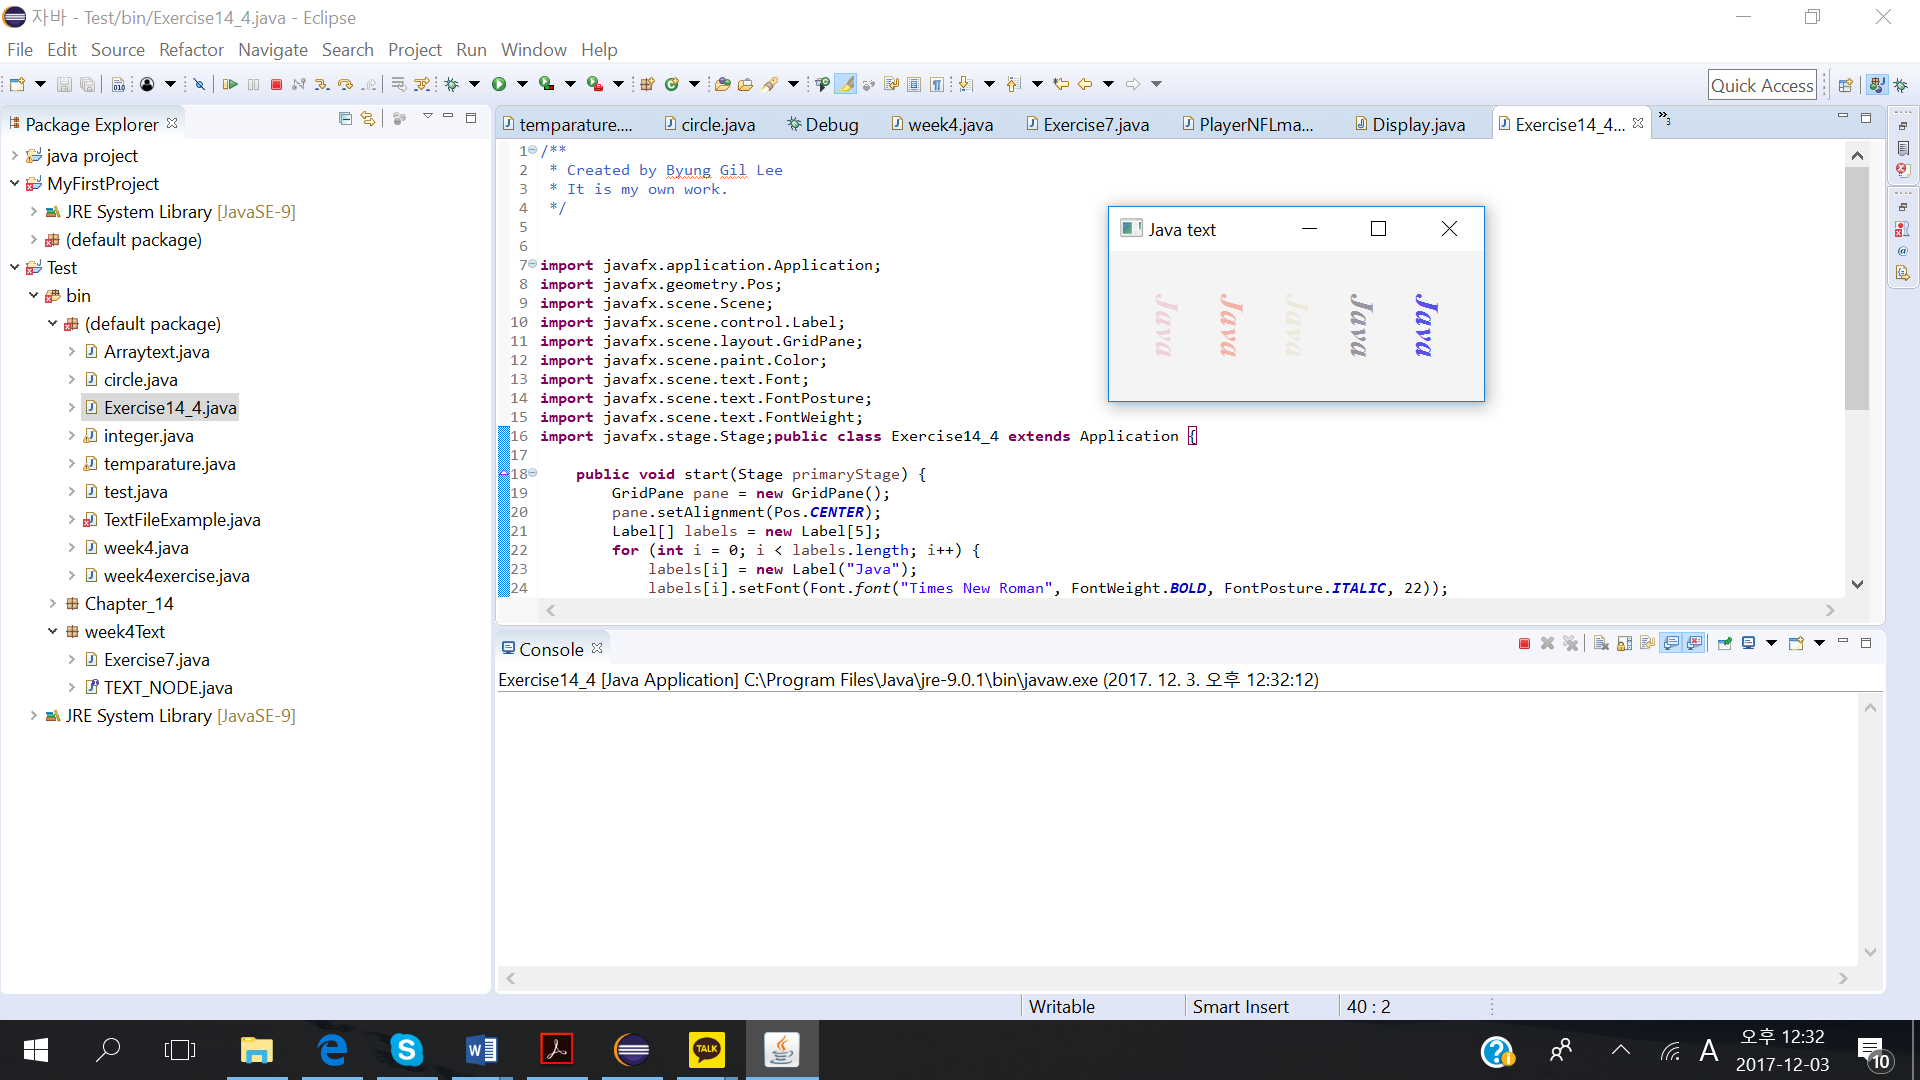 자바 - Test/bin/Exercise14_4.java - Eclipse
File Edit Source Refactor Navigate Search Project Run Window Help
Quick Access
Package Explorer
java project
MyFirstProject
JRE System Library [JavaSE-9]
(default package)
Test
bin
(default package)
Arraytext.java
circle.java
Exercise14_4.java
integer.java
temparature.java
test.java
TextFileExample.java
week4.java
week4exercise.java
Chapter_14
week4Text
Exercise7.java
TEXT_NODE.java
JRE System Library [JavaSE-9]
temparature.... circle.java Debug week4.java Exercise7.java PlayerNFLma... Display.java Exercise14_4... »3
1 /**
2 * Created by Byung Gil Lee
3 * It is my own work.
4 */
5
6
7 import javafx.application.Application;
8 import javafx.geometry.Pos;
9 import javafx.scene.Scene;
10 import javafx.scene.control.Label;
11 import javafx.scene.layout.GridPane;
12 import javafx.scene.paint.Color;
13 import javafx.scene.text.Font;
14 import javafx.scene.text.FontPosture;
15 import javafx.scene.text.FontWeight;
16 import javafx.stage.Stage;public class Exercise14_4 extends Application {
17
18 public void start(Stage primaryStage) {
19 GridPane pane = new GridPane();
20 pane.setAlignment(Pos.CENTER);
21 Label[] labels = new Label[5];
22 for (int i = 0; i < labels.length; i++) {
23 labels[i] = new Label("Java");
24 labels[i].setFont(Font.font("Times New Roman", FontWeight.BOLD, FontPosture.ITALIC, 22));
Java text
Java Java Java Java Java
Console
Exercise14_4 [Java Application] C:\Program Files\Java\jre-9.0.1\bin\javaw.exe (2017. 12. 3. 오후 12:32:12)
Writable Smart Insert 40 : 2
TALK
A
오후 12:32
2017-12-03
10